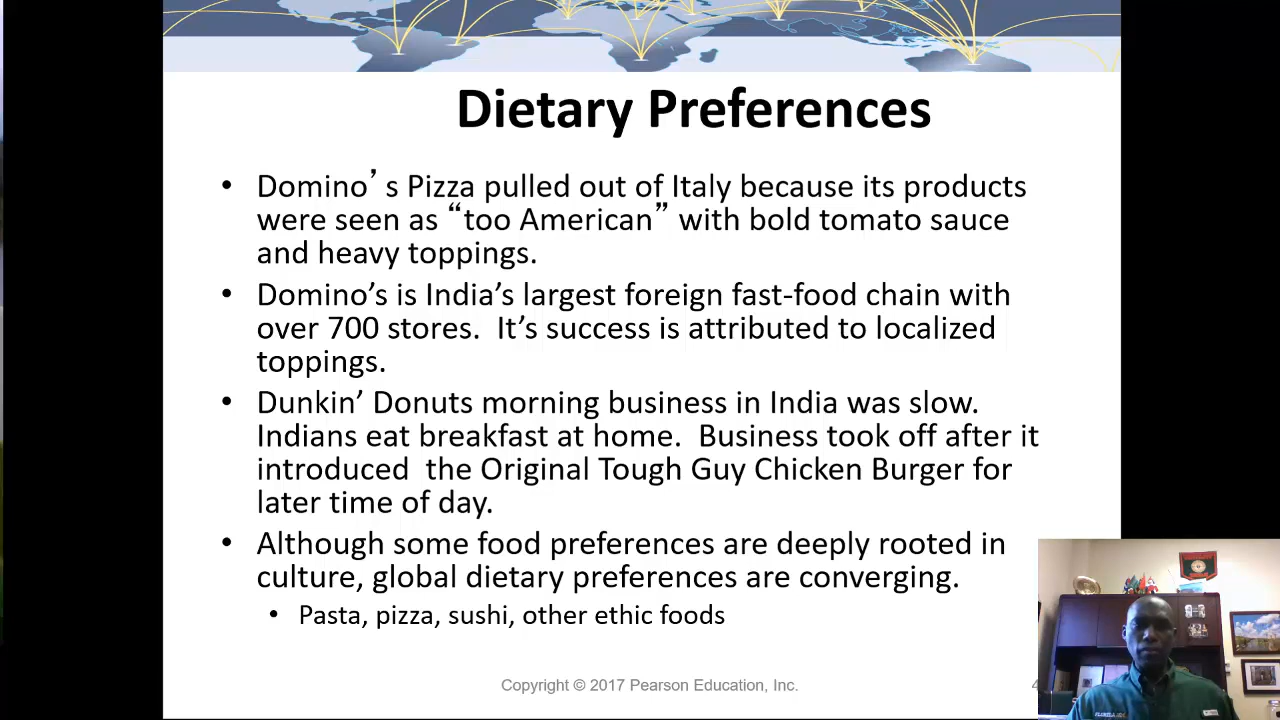 Dietary Preferences
• Domino’s Pizza pulled out of Italy because its products
were seen as “too American” with bold tomato sauce
and heavy toppings.
• Domino’s is India’s largest foreign fast-food chain with
over 700 stores. It’s success is attributed to localized
toppings.
• Dunkin’ Donuts morning business in India was slow.
Indians eat breakfast at home. Business took off after it
introduced the Original Tough Guy Chicken Burger for
later time of day.
• Although some food preferences are deeply rooted in
culture, global dietary preferences are converging.
• Pasta, pizza, sushi, other ethic foods
Copyright © 2017 Pearson Education, Inc.